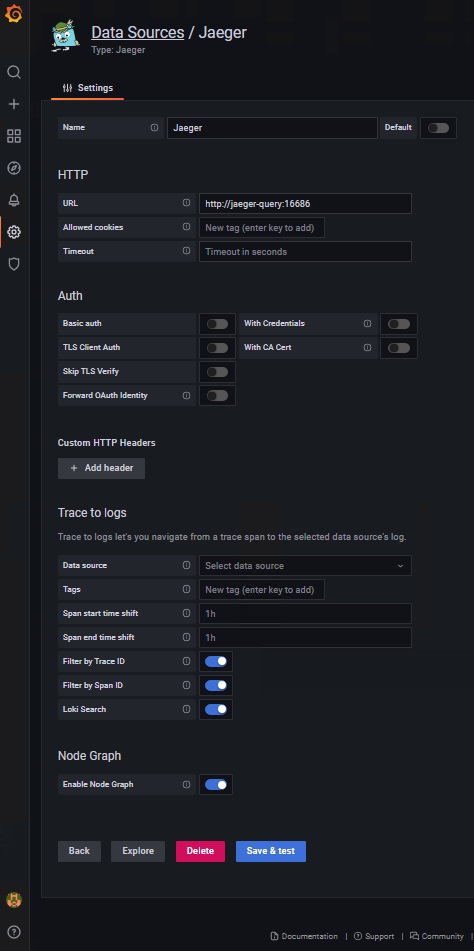 Data Sources / Jaeger
Type: Jaeger
Settings
Name Jaeger Default
HTTP
URL http://jaeger-query:16686
Allowed cookies New tag (enter key to add)
Timeout Timeout in seconds
Auth
Basic auth With Credentials
TLS Client Auth With CA Cert
Skip TLS Verify
Forward OAuth Identity
Custom HTTP Headers
+ Add header
Trace to logs
Trace to logs let's you navigate from a trace span to the selected data source's log.
Data source Select data source
Tags New tag (enter key to add)
Span start time shift 1h
Span end time shift 1h
Filter by Trace ID
Filter by Span ID
Loki Search
Node Graph
Enable Node Graph
Back Explore Delete Save & test
Documentation | Support | Community |